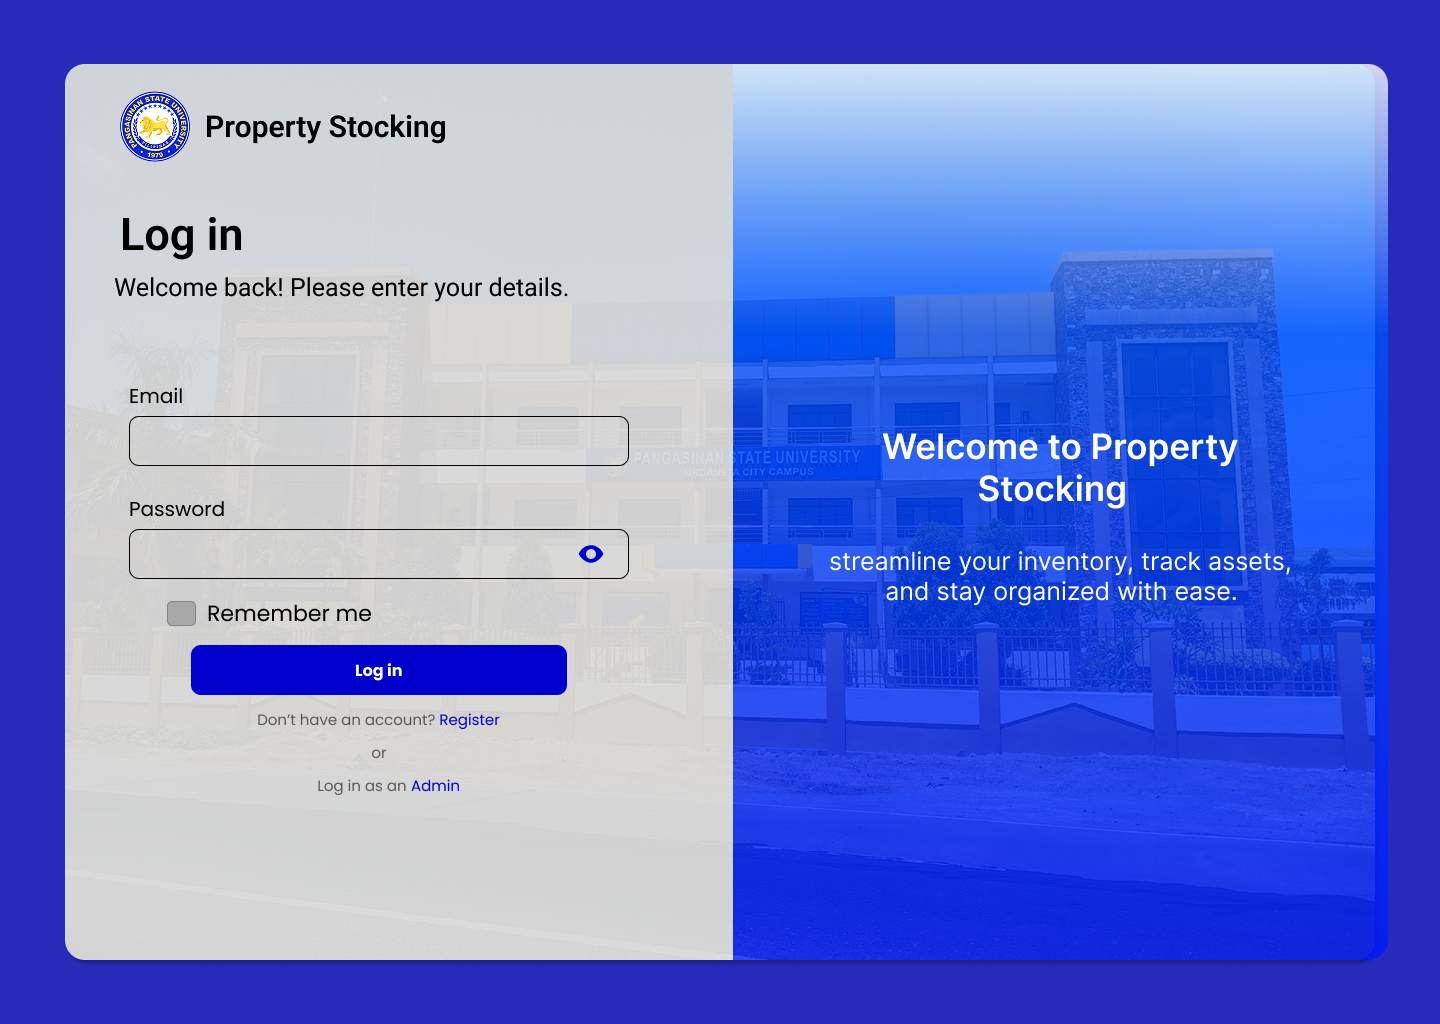 PANGASINAN STATE UNIVERSITY
PILIPINAS
1979
Property Stocking
Log in
Welcome back! Please enter your details.
Email
Password
Remember me
Log in
Don’t have an account? Register
or
Log in as an Admin
PANGASINAN STATE UNIVERSITY
URDANETA CITY CAMPUS
Welcome to Property
Stocking
streamline your inventory, track assets,
and stay organized with ease.